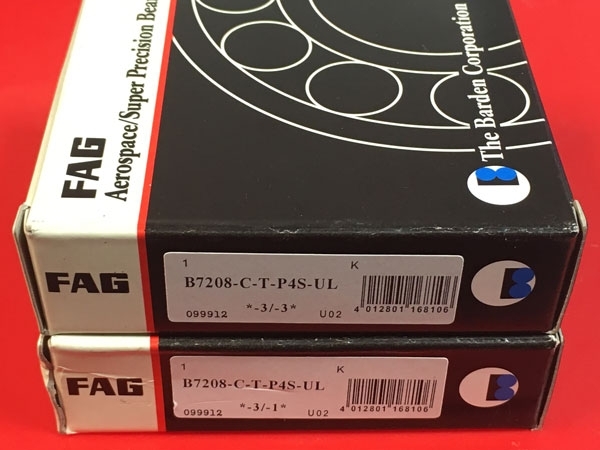 FAG
Aerospace/Super Precision Bea
The Barden Corporation
FAG
1 K
B7208-C-T-P4S-UL
099912 *-3/-3* U02
4 012801 168106
FAG
1 K
B7208-C-T-P4S-UL
099912 *-3/-1* U02
4 012801 168106